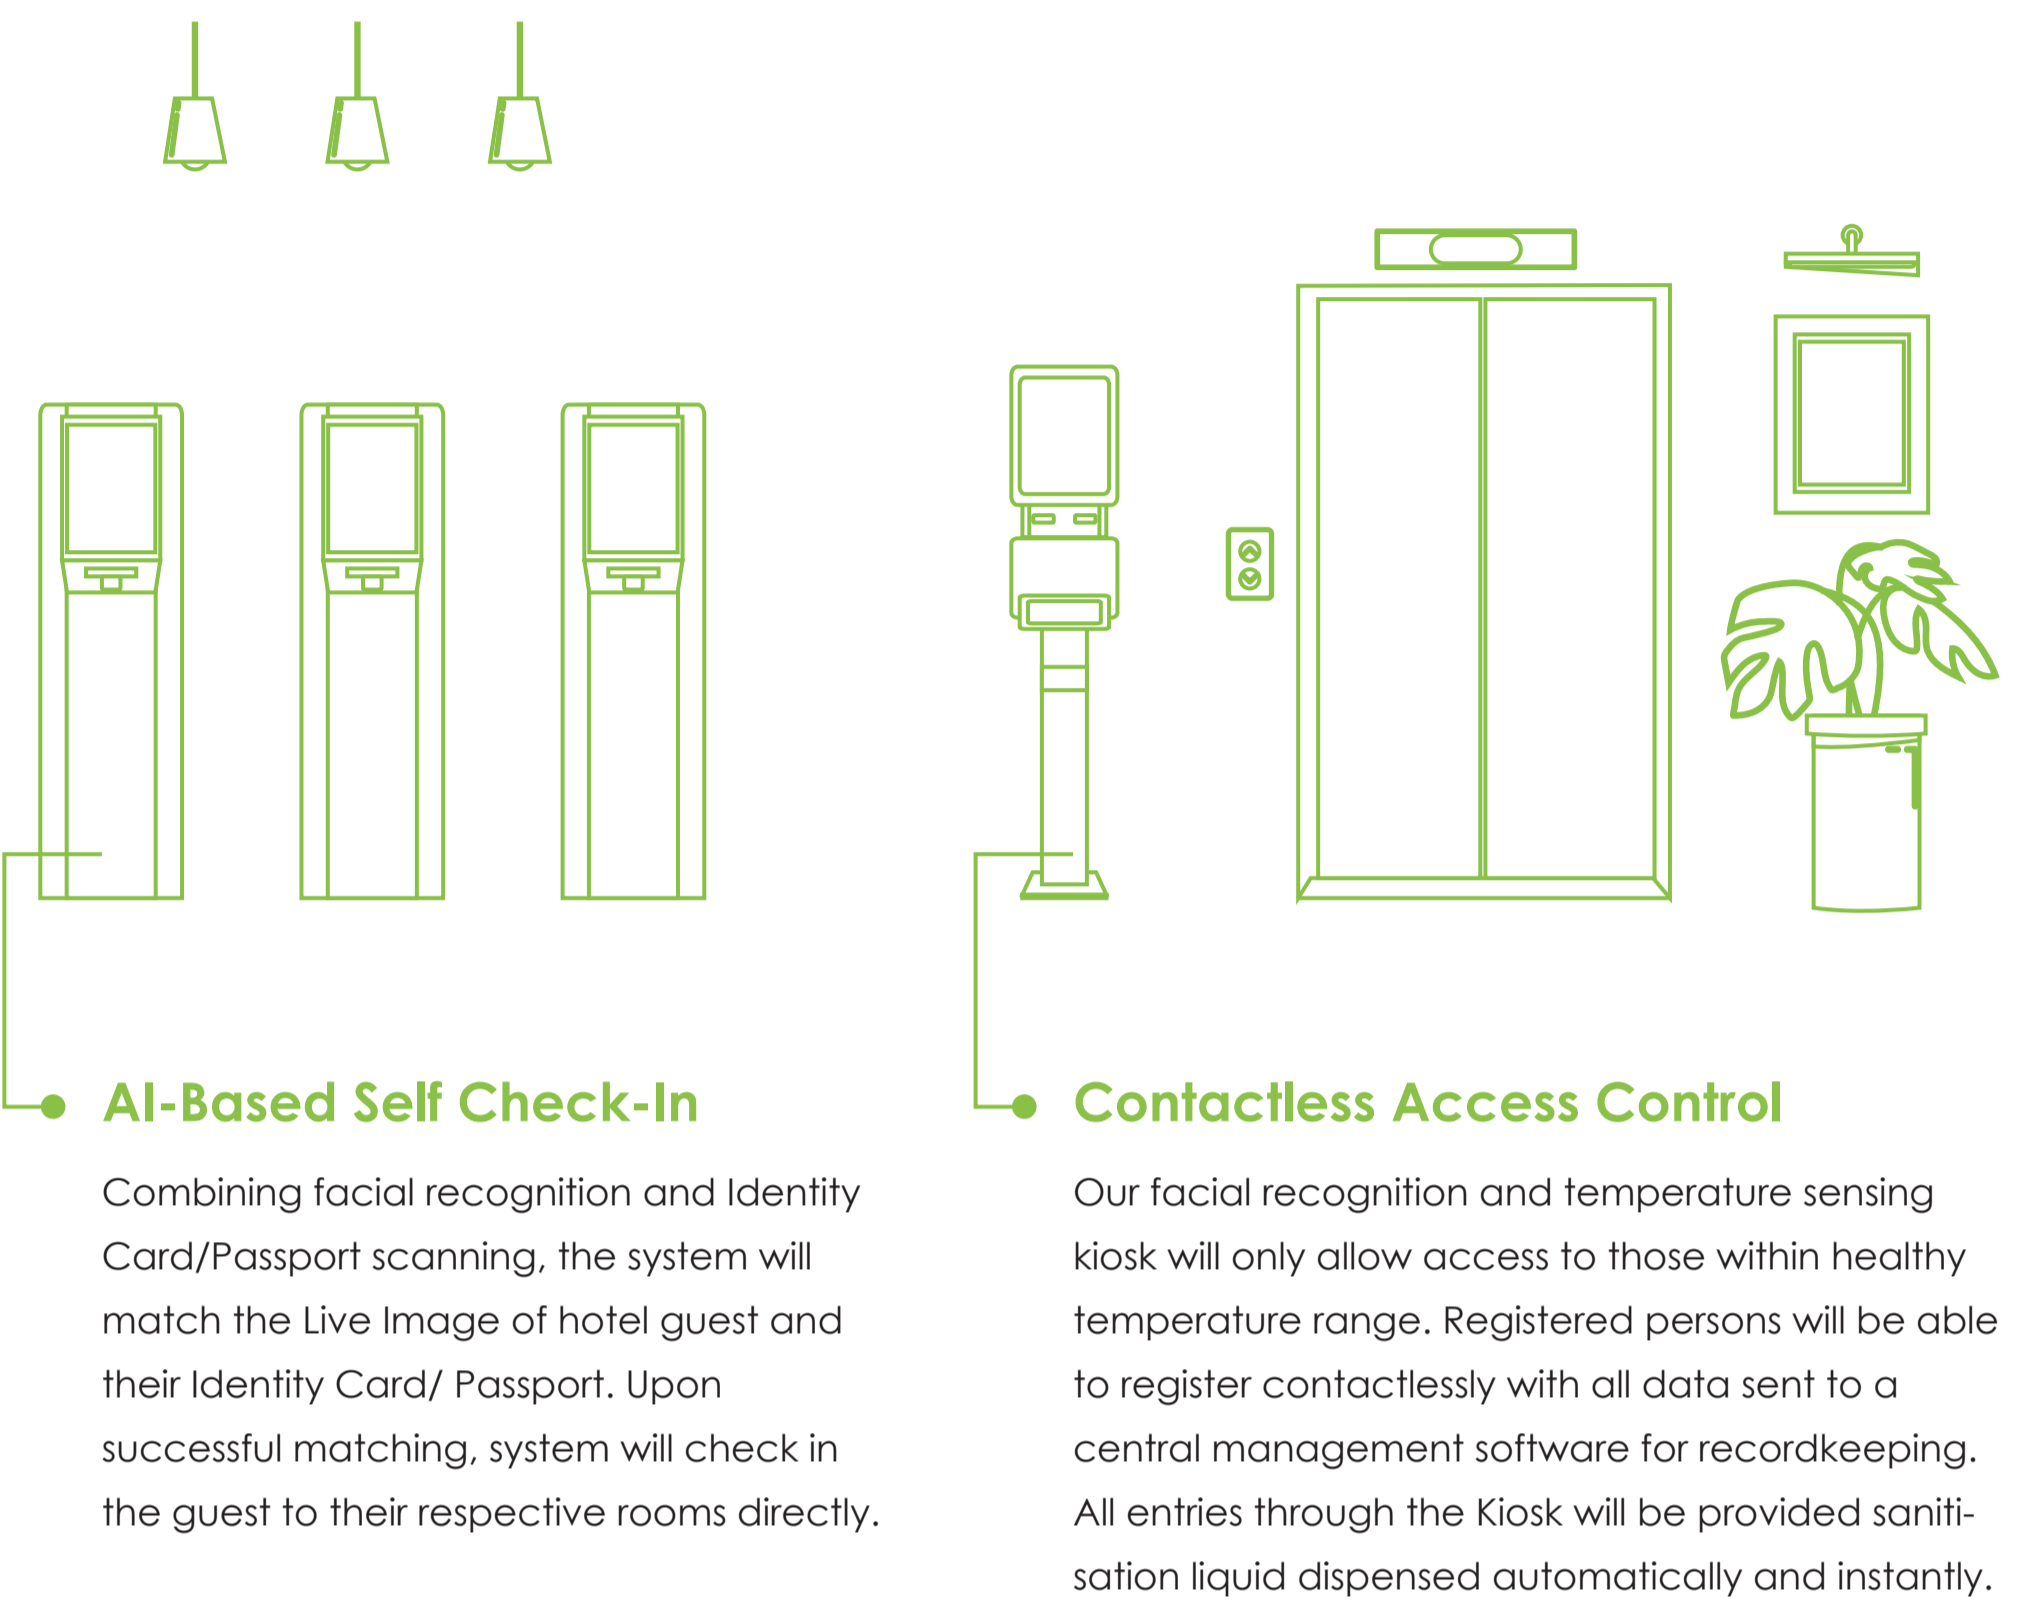 AI-Based Self Check-In
Combining facial recognition and Identity
Card/Passport scanning, the system will
match the Live Image of hotel guest and
their Identity Card/ Passport. Upon
successful matching, system will check in
the guest to their respective rooms directly.
Contactless Access Control
Our facial recognition and temperature sensing
kiosk will only allow access to those within healthy
temperature range. Registered persons will be able
to register contactlessly with all data sent to a
central management software for recordkeeping.
All entries through the Kiosk will be provided saniti-
sation liquid dispensed automatically and instantly.